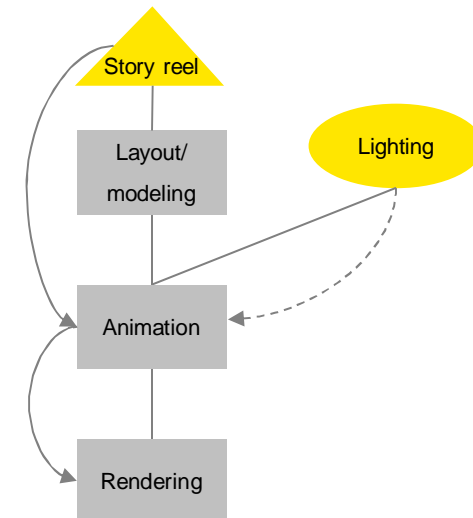 Story reel
Layout/
modeling
Lighting
Animation
Rendering